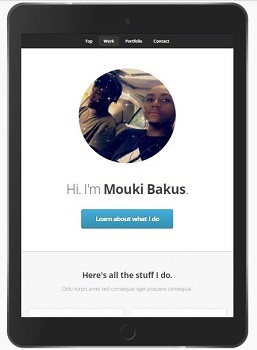 Top Work Portfolio Contact
Hi. I'm Mouki Bakus.
Learn about what I do
Here's all the stuff I do.
Odio turpis amet sed consequat eget posuere consequat.